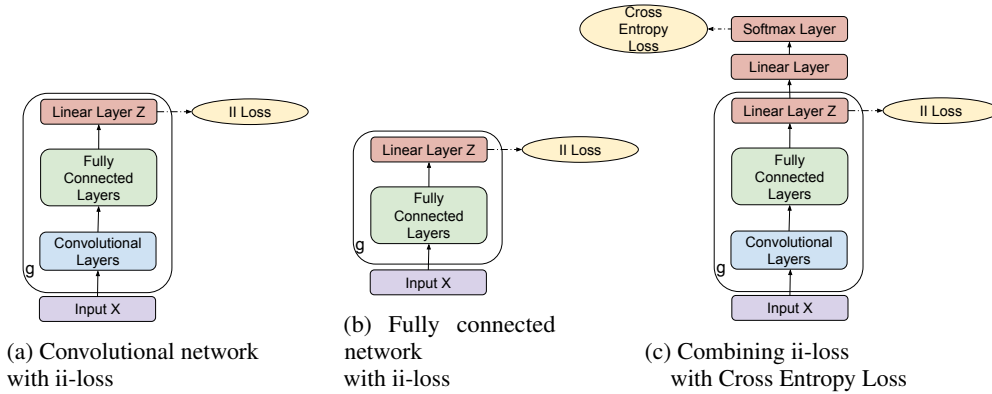 Linear Layer Z
II Loss
Fully
Connected
Layers
Convolutional
Layers
g
Input X
(a) Convolutional network
with ii-loss
Linear Layer Z
II Loss
Fully
Connected
Layers
g
Input X
(b) Fully connected
network
with ii-loss
Cross
Entropy
Loss
Softmax Layer
Linear Layer
Linear Layer Z
II Loss
Fully
Connected
Layers
Convolutional
Layers
g
Input X
(c) Combining ii-loss
with Cross Entropy Loss